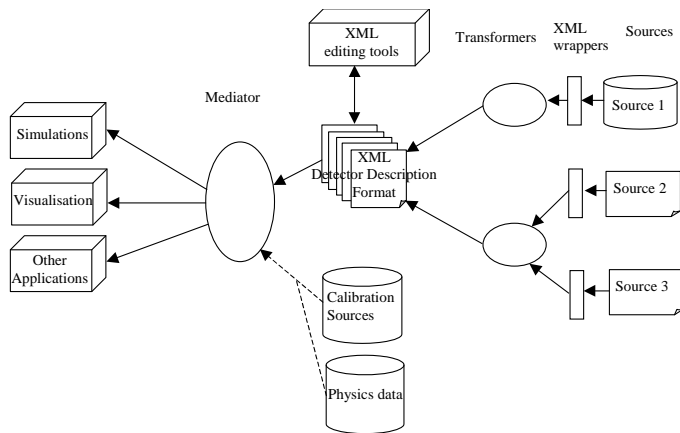 XML
editing tools
Transformers
XML
wrappers
Sources
Mediator
Simulations
Visualisation
Other
Applications
XML
Detector Description
Format
Source 1
Source 2
Source 3
Calibration
Sources
Physics data